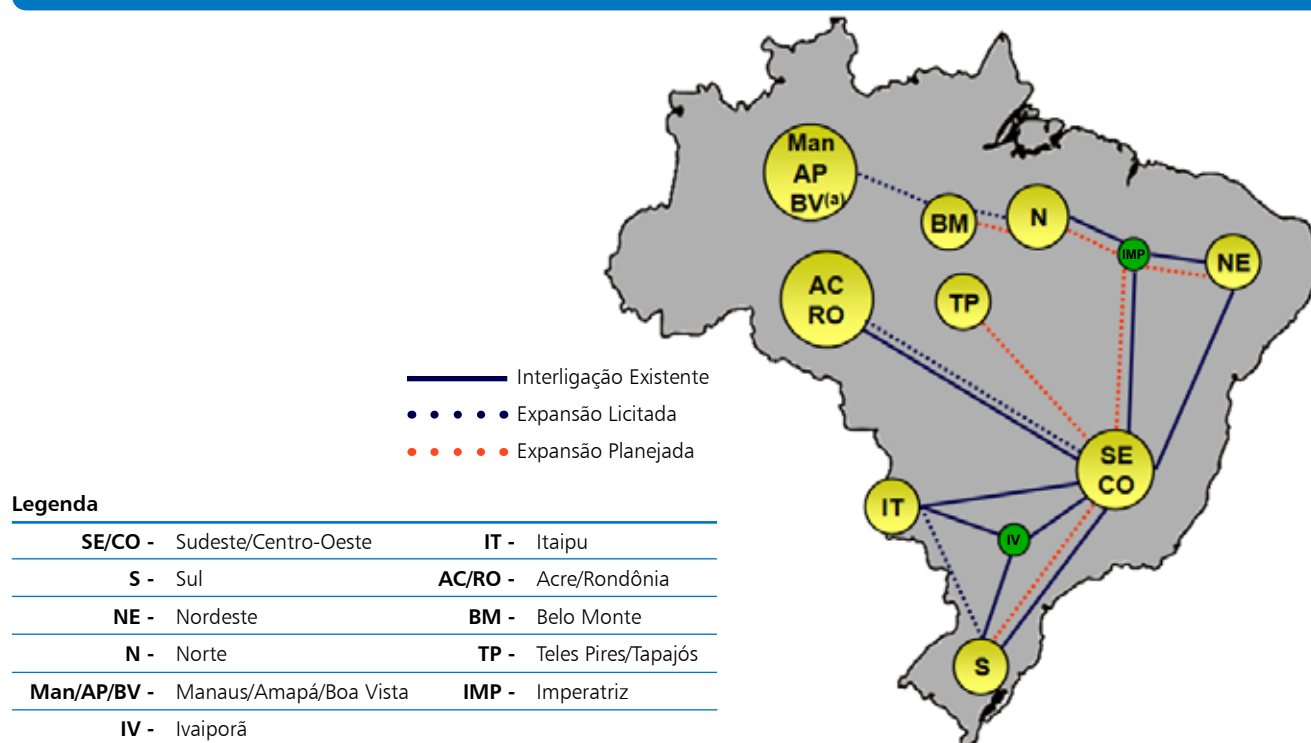 Man
AP
BV(a)
BM
N
IMP
NE
AC
RO
TP
Interligação Existente
Expansão Licitada
Expansão Planejada
SE
CO
IT
IV
S
Legenda
SE/CO - Sudeste/Centro-Oeste IT - Itaipu
S - Sul AC/RO - Acre/Rondônia
NE - Nordeste BM - Belo Monte
N - Norte TP - Teles Pires/Tapajós
Man/AP/BV - Manaus/Amapá/Boa Vista IMP - Imperatriz
IV - Ivaiporã